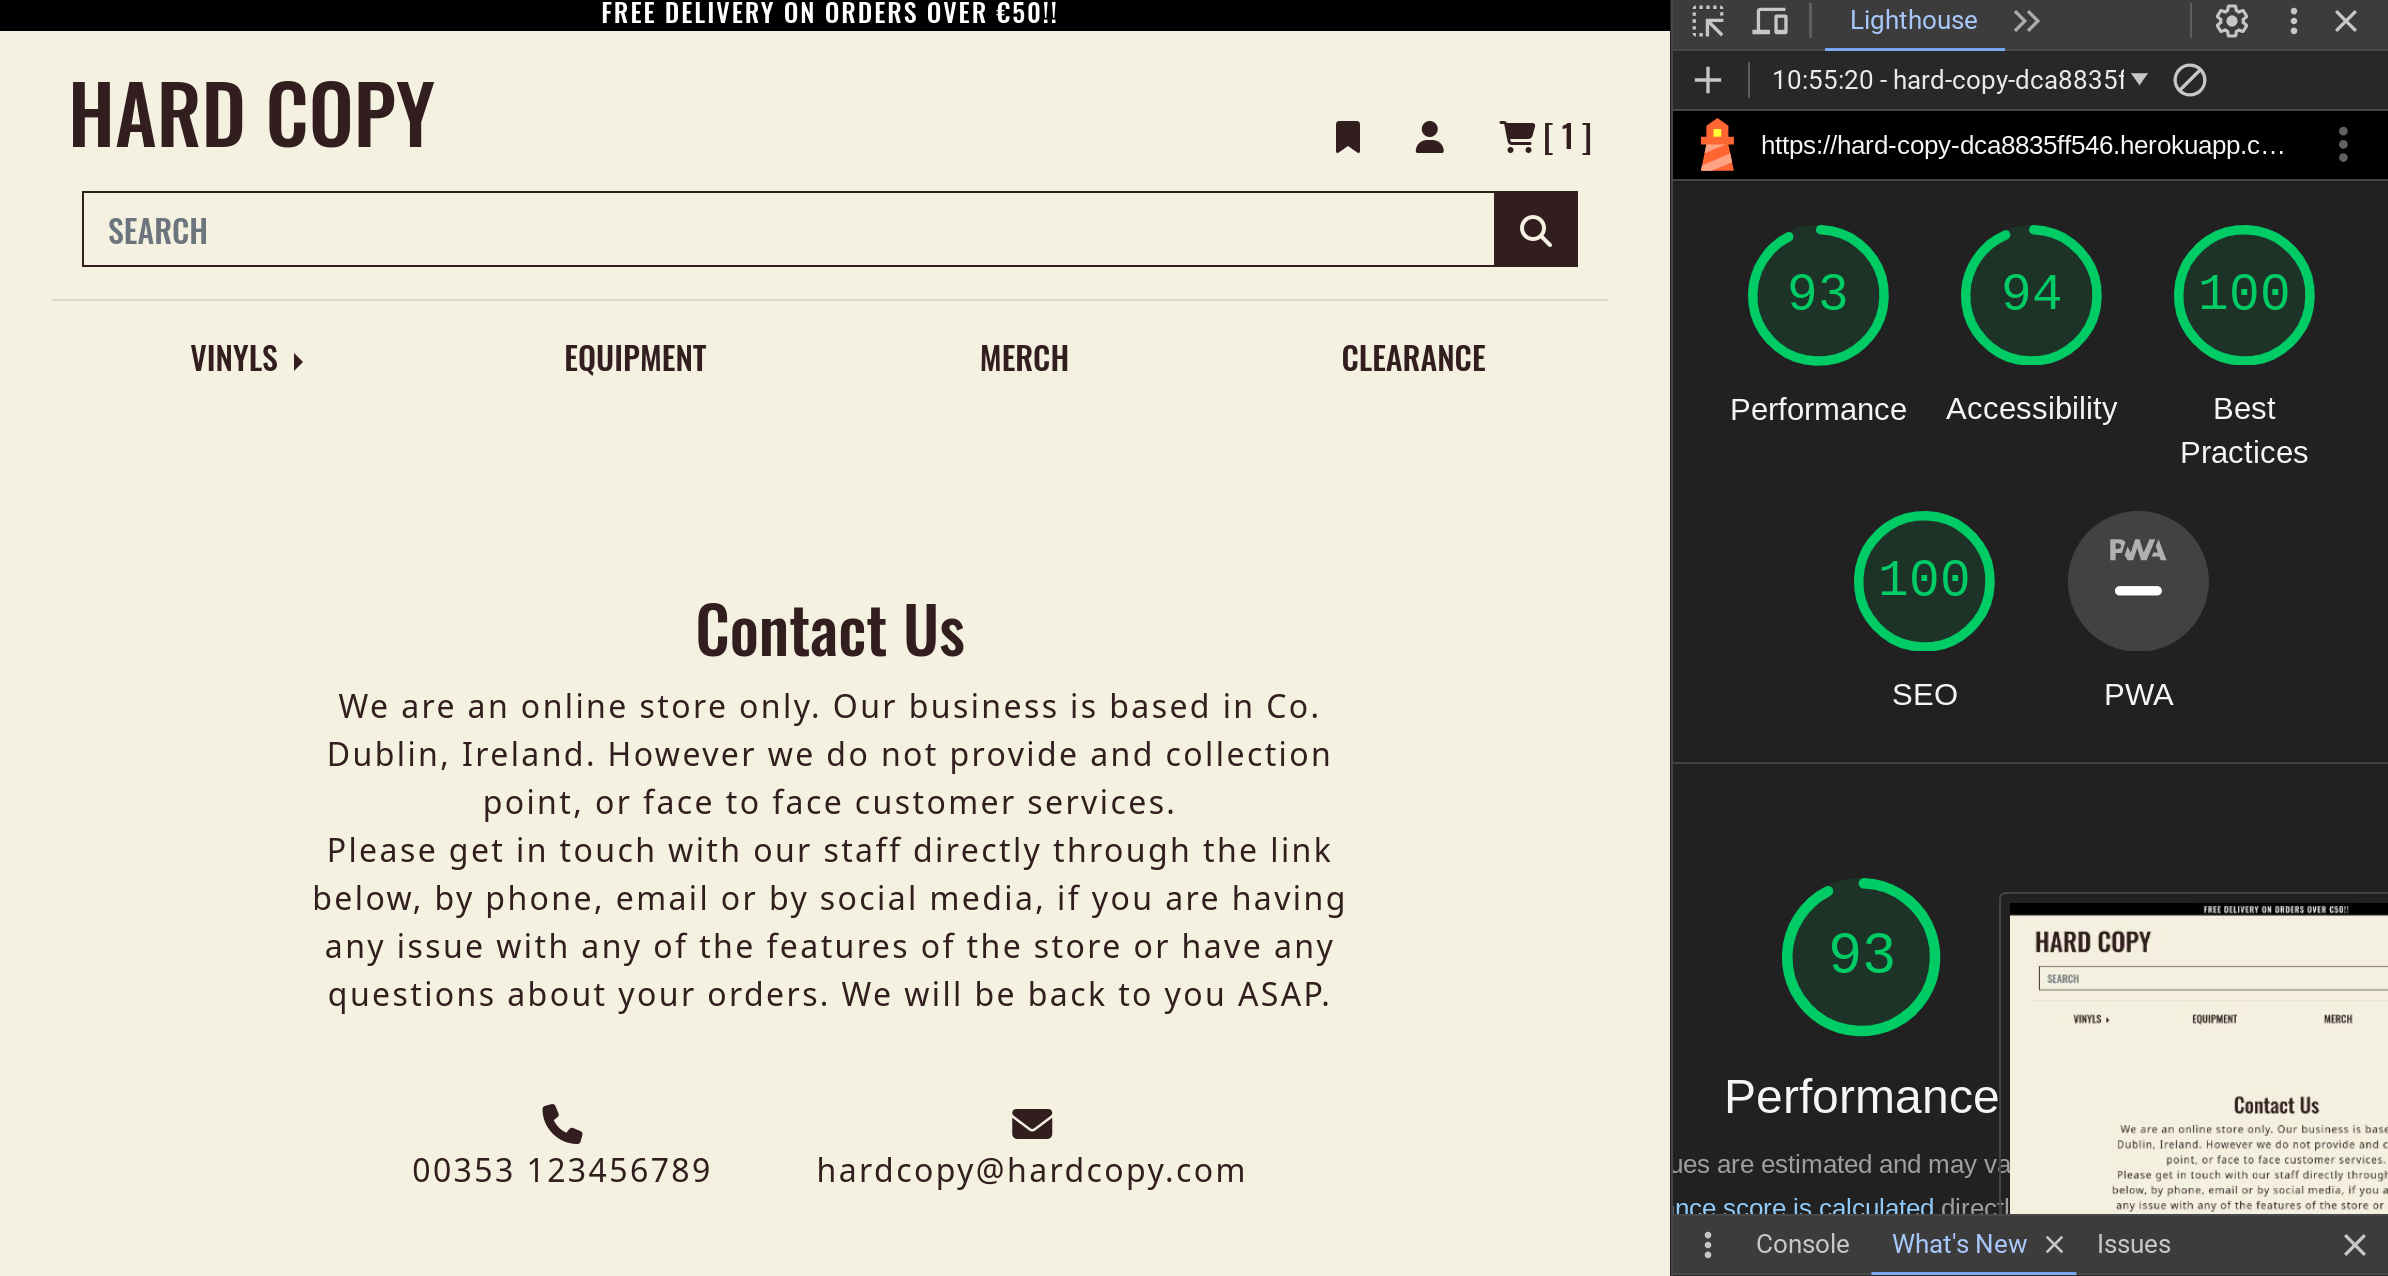 FREE DELIVERY ON ORDERS OVER €50!!
HARD COPY
[ 1 ]
SEARCH
VINYLS
EQUIPMENT
MERCH
CLEARANCE
Contact Us
We are an online store only. Our business is based in Co.
Dublin, Ireland. However we do not provide and collection
point, or face to face customer services.
Please get in touch with our staff directly through the link
below, by phone, email or by social media, if you are having
any issue with any of the features of the store or have any
questions about your orders. We will be back to you ASAP.
00353 123456789
hardcopy@hardcopy.com
Lighthouse
10:55:20 - hard-copy-dca8835f
https://hard-copy-dca8835ff546.herokuapp.c…
93
Performance
94
Accessibility
100
Best
Practices
100
SEO
PWA
PWA
93
Performance
ues are estimated and may va
nce score is calculated directl
FREE DELIVERY ON ORDERS OVER €50!!
HARD COPY
SEARCH
VINYLS
EQUIPMENT
MERCH
Contact Us
We are an online store only. Our business is base
Dublin, Ireland. However we do not provide and c
point, or face to face customer services.
Please get in touch with our staff directly through
below, by phone, email or by social media, if you a
any issue with any of the features of the store or
Console
What's New
Issues